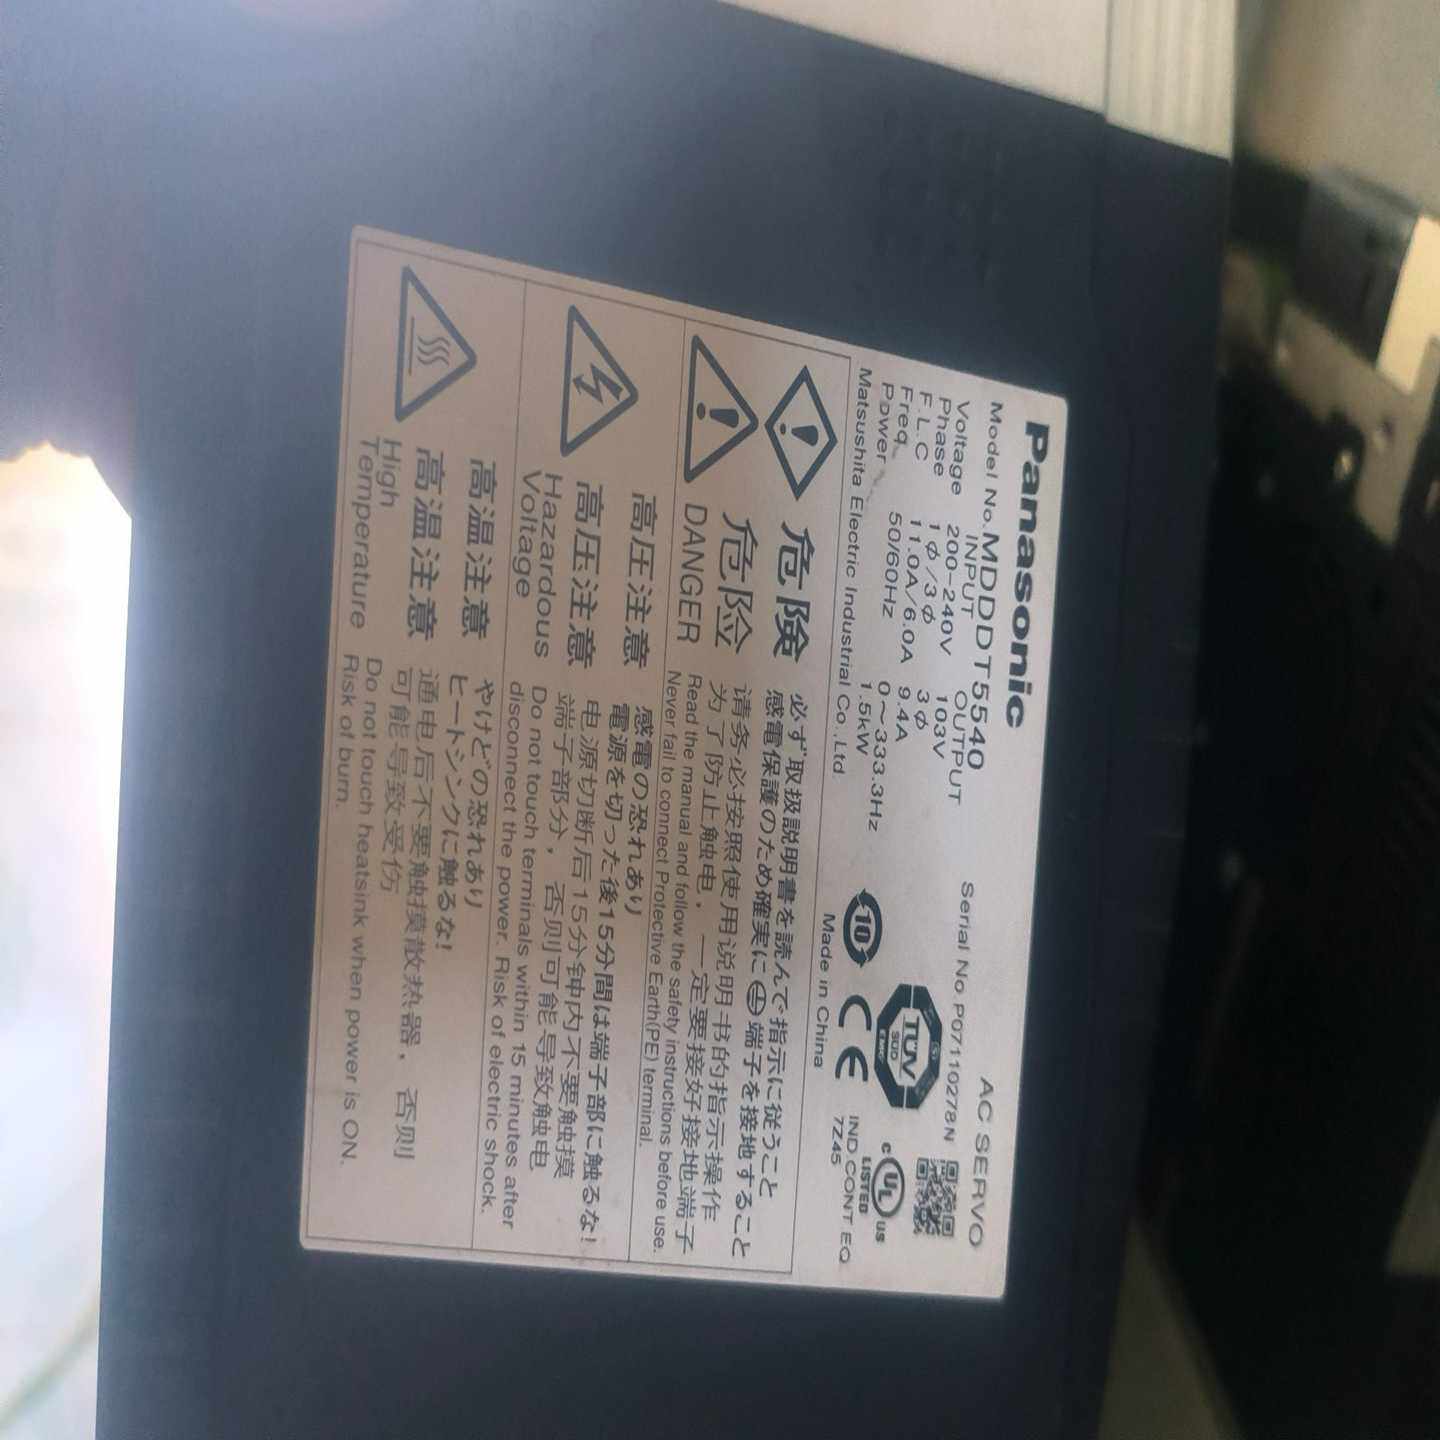 Panasonic
AC SERVO
Model No. MDDDT5540
Serial No. P07110278N
INPUT OUTPUT
Voltage 200-240V 103V
Phase 1φ/3φ 3φ
F.L.C 11.0A/6.0A 9.4A
Freq. 50/60Hz 0~333.3Hz
Power 1.5kW
Matsushita Electric Industrial Co.,Ltd.
10
CE
TÜV
SÜD
C UL US
LISTED
IND.CONT EQ
7Z45
Made in China
危険 必ず取扱説明書を読んで指示に従うこと
感電保護のため確実に⏚端子を接地すること
危险 请务必按照使用说明书的指示操作
为了防止触电，一定要接好接地端子
DANGER Read the manual and follow the safety instructions before use.
Never fail to connect Protective Earth(PE) terminal.
高圧注意 感電の恐れあり
電源を切った後15分間は端子部に触るな!
高压注意 电源切断后15分钟内不要触摸
端子部分，否则可能导致触电
Hazardous Do not touch terminals within 15 minutes after
Voltage disconnect the power. Risk of electric shock.
高温注意 やけどの恐れあり
ヒートシンクに触るな!
高温注意 通电后不要触摸散热器，否则
可能导致受伤
High Do not touch heatsink when power is ON.
Temperature Risk of burn.